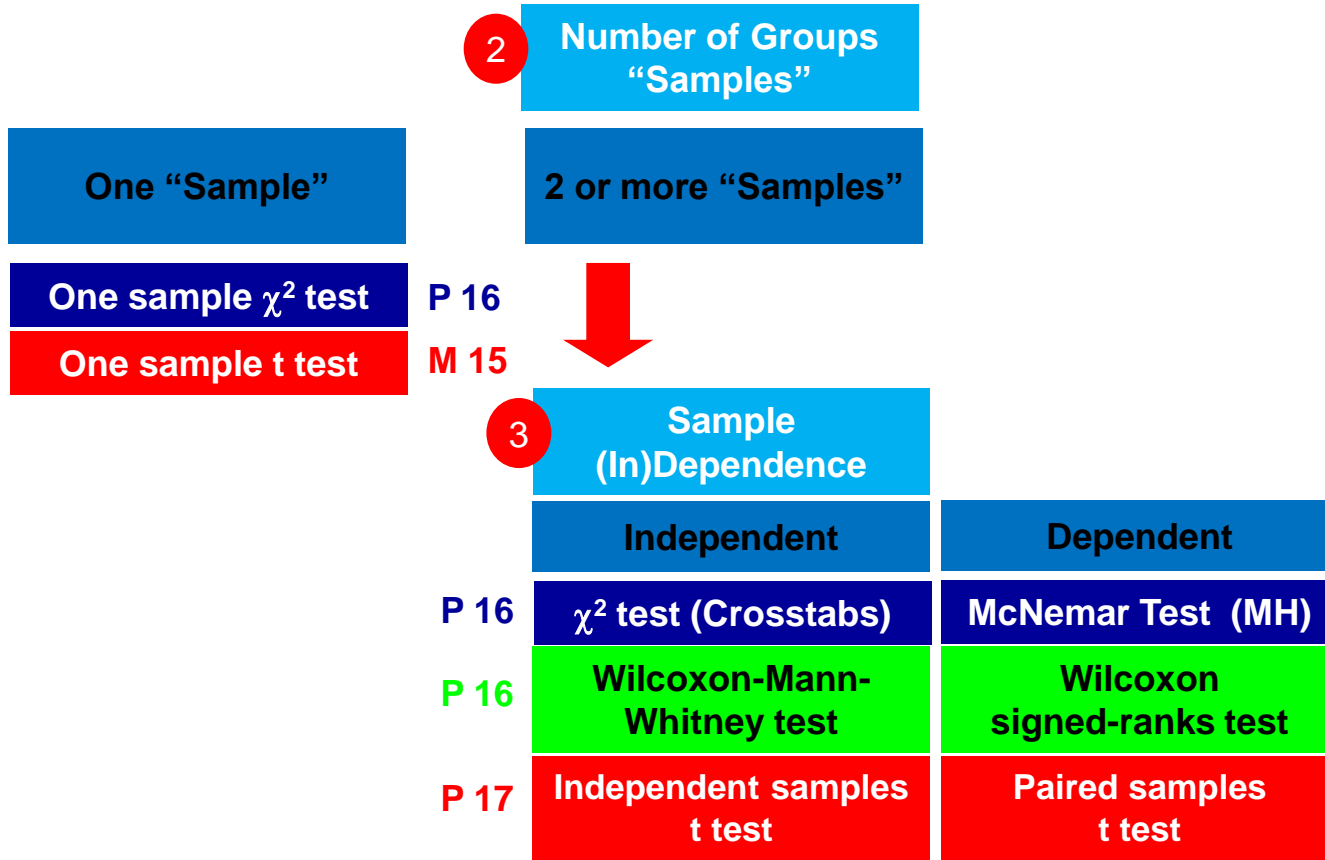 2
Number of Groups
“Samples”
One “Sample”
2 or more “Samples”
One sample χ² test
P 16
One sample t test
M 15
3
Sample
(In)Dependence
Independent
Dependent
P 16
χ² test (Crosstabs)
McNemar Test (MH)
P 16
Wilcoxon-Mann-
Whitney test
Wilcoxon
signed-ranks test
P 17
Independent samples
t test
Paired samples
t test